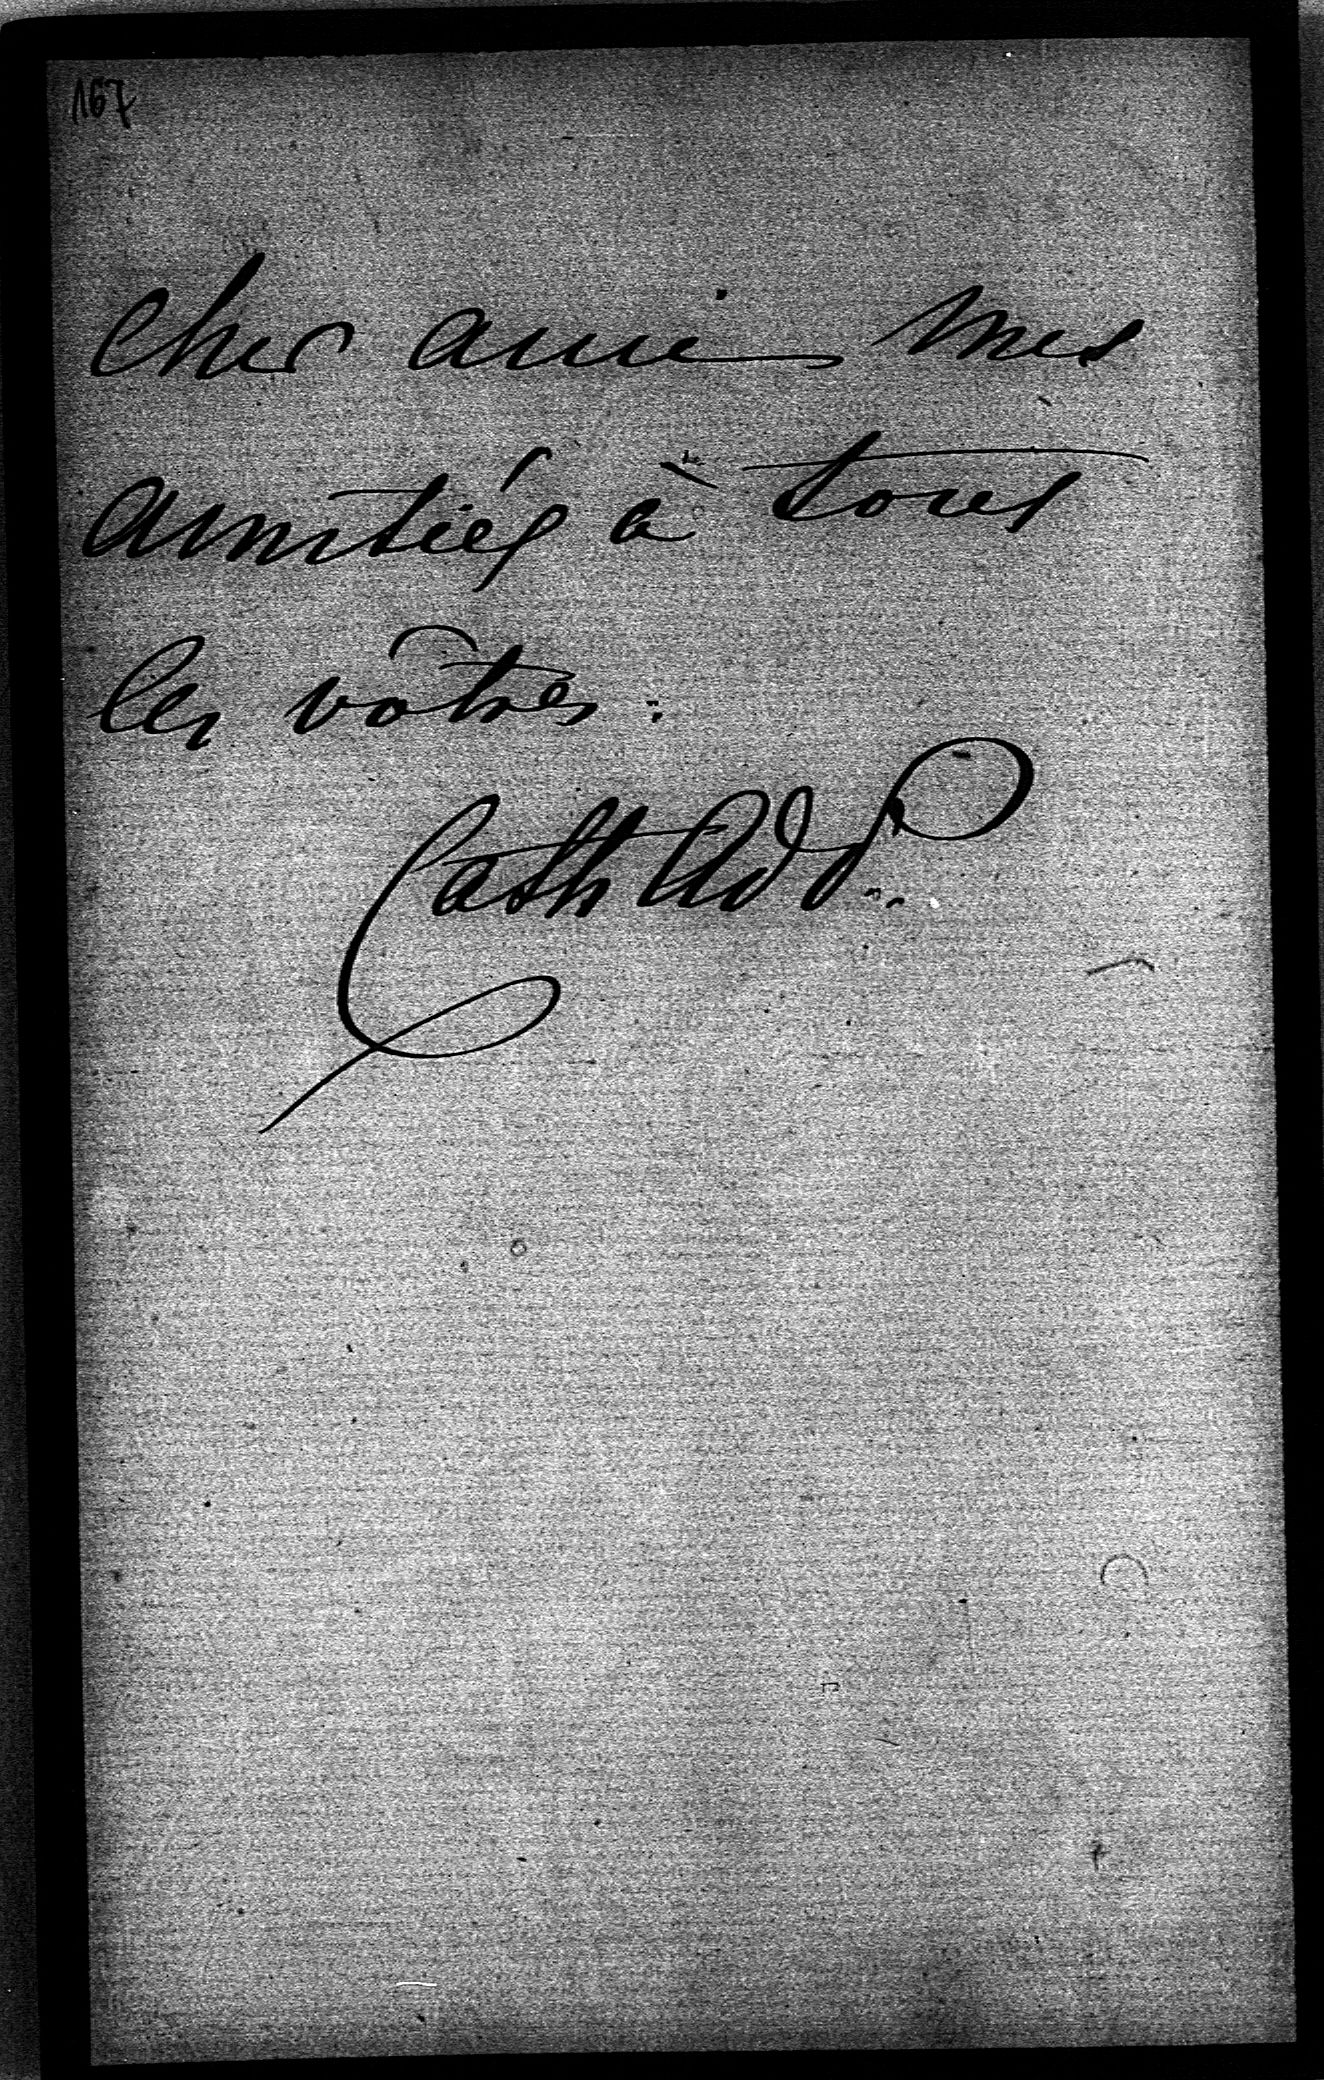 167
Cher ami mes
amitiés à tous
les vôtres.